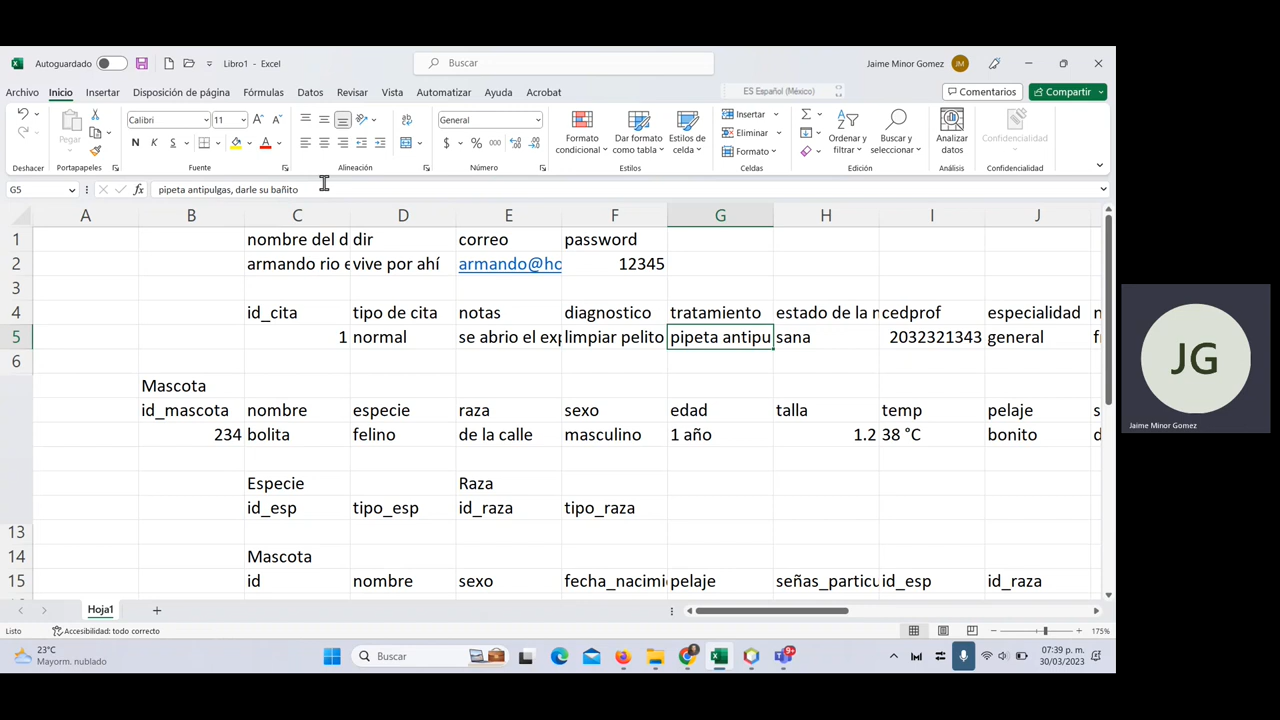 Autoguardado Libro1 - Excel Buscar Jaime Minor Gomez JM
Archivo Inicio Insertar Disposición de página Fórmulas Datos Revisar Vista Automatizar Ayuda Acrobat ES Español (México) Comentarios Compartir
Pegar Calibri 11 General Formato condicional Dar formato como tabla Estilos de celda Insertar Eliminar Formato Ordenar y filtrar Buscar y seleccionar Analizar datos Confidencialidad
N K S A $ % 000
Deshacer Portapapeles Fuente Alineación Número Estilos Celdas Análisis Confidencialidad
G5 fx pipeta antipulgas, darle su bañito
A B C D E F G H I J
1 nombre del d dir correo password
2 armando rio e vive por ahí armando@ho 12345
3
4 id_cita tipo de cita notas diagnostico tratamiento estado de la m cedprof especialidad
5 1 normal se abrio el exp limpiar pelito pipeta antipu sana 2032321343 general
6
Mascota
id_mascota nombre especie raza sexo edad talla temp pelaje
234 bolita felino de la calle masculino 1 año 1.2 38 °C bonito
Especie Raza
id_esp tipo_esp id_raza tipo_raza
13
14 Mascota
15 id nombre sexo fecha_nacimi pelaje señas_particu id_esp id_raza
Hoja1
Listo Accesibilidad: todo correcto 175%
23°C
Mayorm. nublado
Buscar
9+
07:39 p. m.
30/03/2023
JG
Jaime Minor Gomez